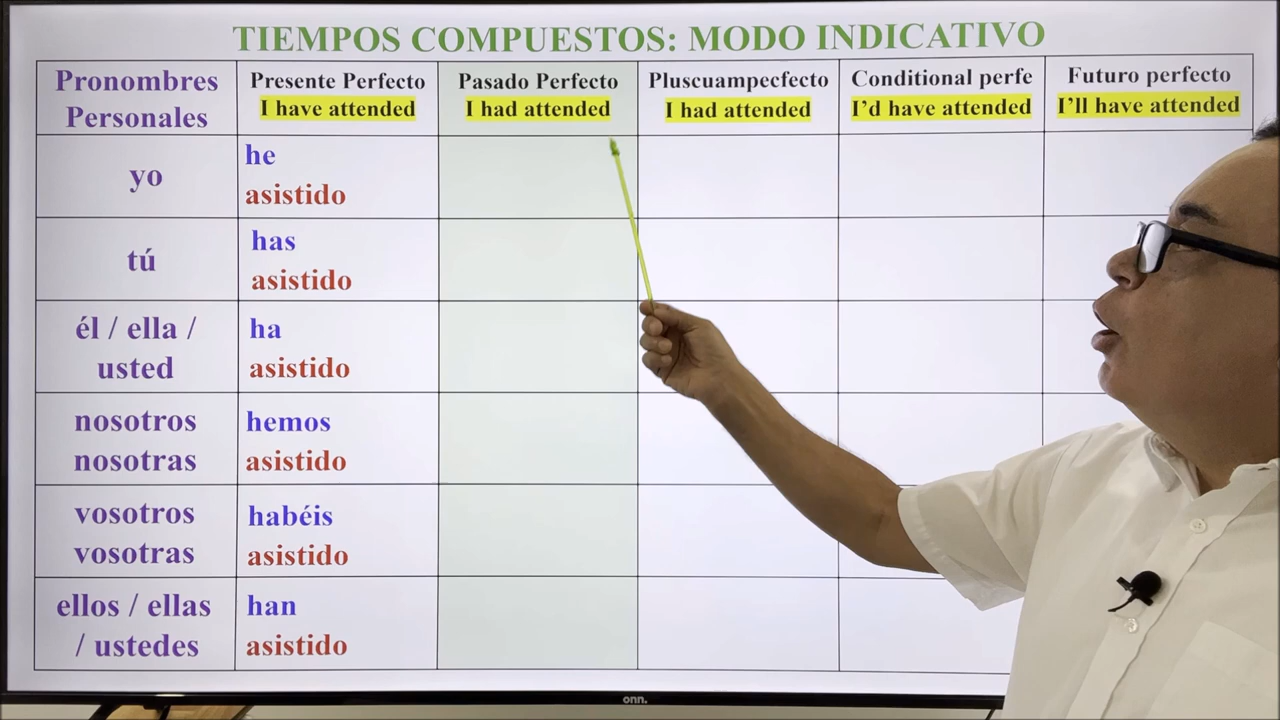 TIEMPOS COMPUESTOS: MODO INDICATIVO
Pronombres
Personales
Presente Perfecto
I have attended
Pasado Perfecto
I had attended
Pluscuampecfecto
I had attended
Conditional perfe
I'd have attended
Futuro perfecto
I'll have attended
yo
he
asistido
tú
has
asistido
él / ella /
usted
ha
asistido
nosotros
nosotras
hemos
asistido
vosotros
vosotras
habéis
asistido
ellos / ellas
/ ustedes
han
asistido
onn.